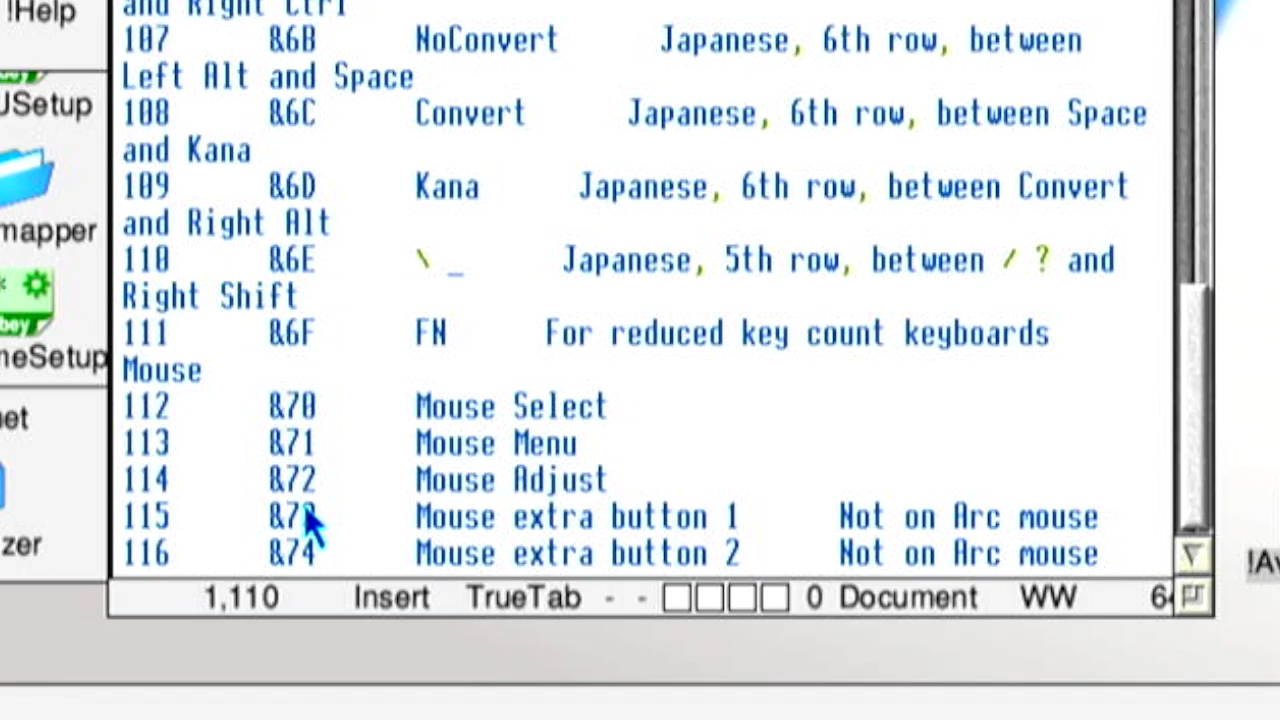 !Help
USetup
mapper
neSetup
zer
and Right Ctrl
107 &6B NoConvert Japanese, 6th row, between
Left Alt and Space
108 &6C Convert Japanese, 6th row, between Space
and Kana
109 &6D Kana Japanese, 6th row, between Convert
and Right Alt
110 &6E \ _ Japanese, 5th row, between / ? and
Right Shift
111 &6F FN For reduced key count keyboards
Mouse
112 &70 Mouse Select
113 &71 Mouse Menu
114 &72 Mouse Adjust
115 &73 Mouse extra button 1 Not on Arc mouse
116 &74 Mouse extra button 2 Not on Arc mouse
1,110 Insert TrueTab - - 0 Document WW